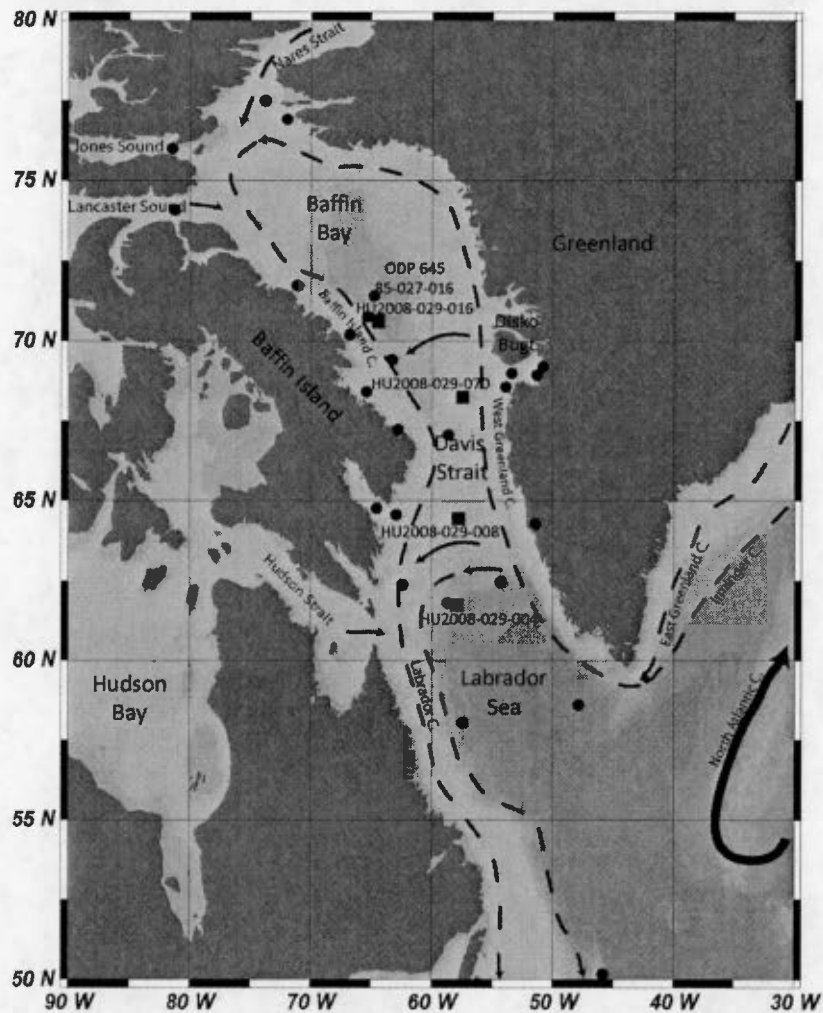 80 N
Nares Strait
Jones Sound
75 N
Lancaster Sound
Baffin
Bay
Greenland
ODP 645
85-027-016
HU2008-029-016
Baffin Island C.
70 N
Disko
Bugt
Baffin Island
HU2008-029-070
West Greenland C.
Davis
Strait
65 N
HU2008-029-008
Hudson Strait
East Greenland C.
Irminger C.
HU2008-029-004
60 N
Hudson
Bay
Labrador C.
Labrador
Sea
North Atlantic C.
55 N
50 N
90 W 80 W 70 W 60 W 50 W 40 W 30 W